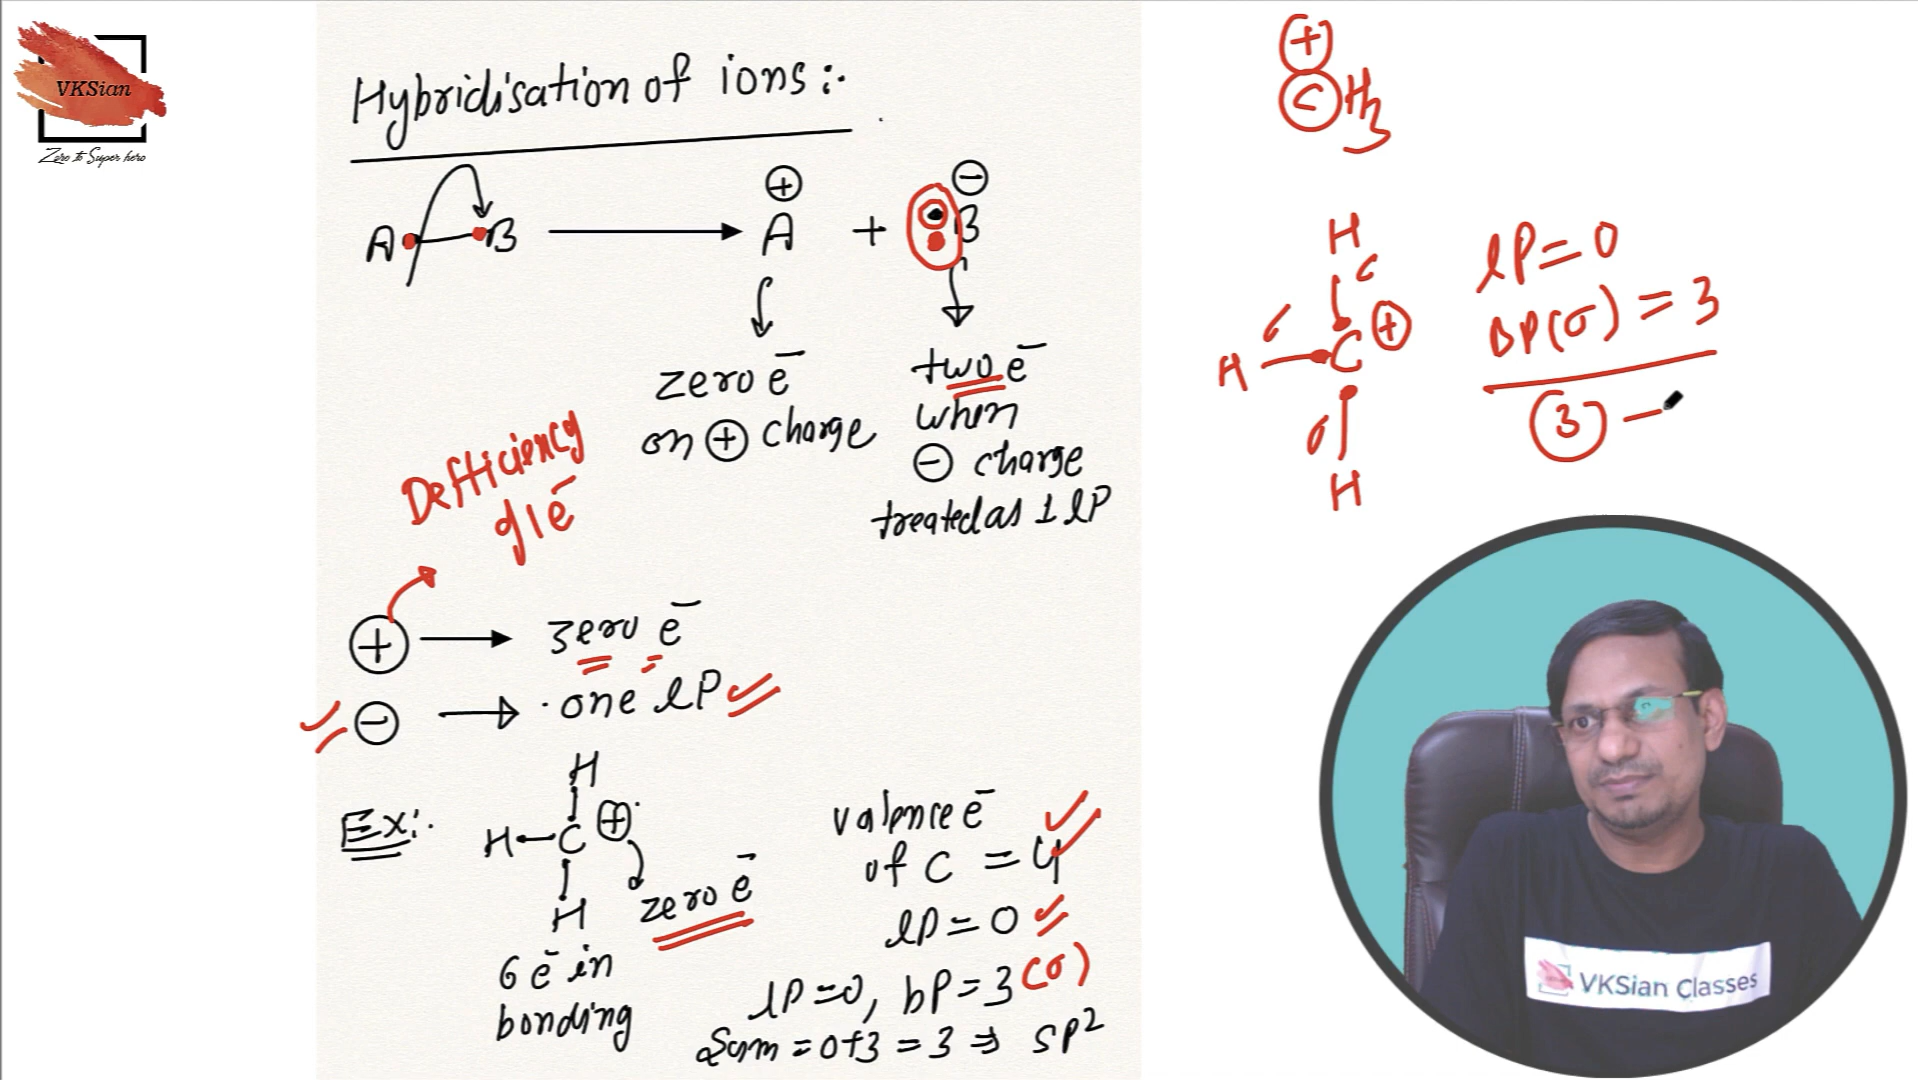 VKSian
Zero to Super hero
Hybridisation of ions :-
A B → A ⊕ + B ⊖
zero e⁻
on ⊕ charge
two e⁻
when
⊖ charge
treated as 1 lP
Defficiency
of 1 e⁻
⊕ → zero e⁻
⊖ → one lP
Ex:
H
H C ⊕
H
zero e⁻
6 e⁻ in
bonding
valence e⁻
of C = 4
lP = 0
lP = 0, bP = 3 (σ)
Sum = 0+3 = 3 ⇒ SP²
⊕
CH₃
H
σ
H σ C ⊕
σ
H
lP = 0
BP(σ) = 3
3 –
VKSian Classes